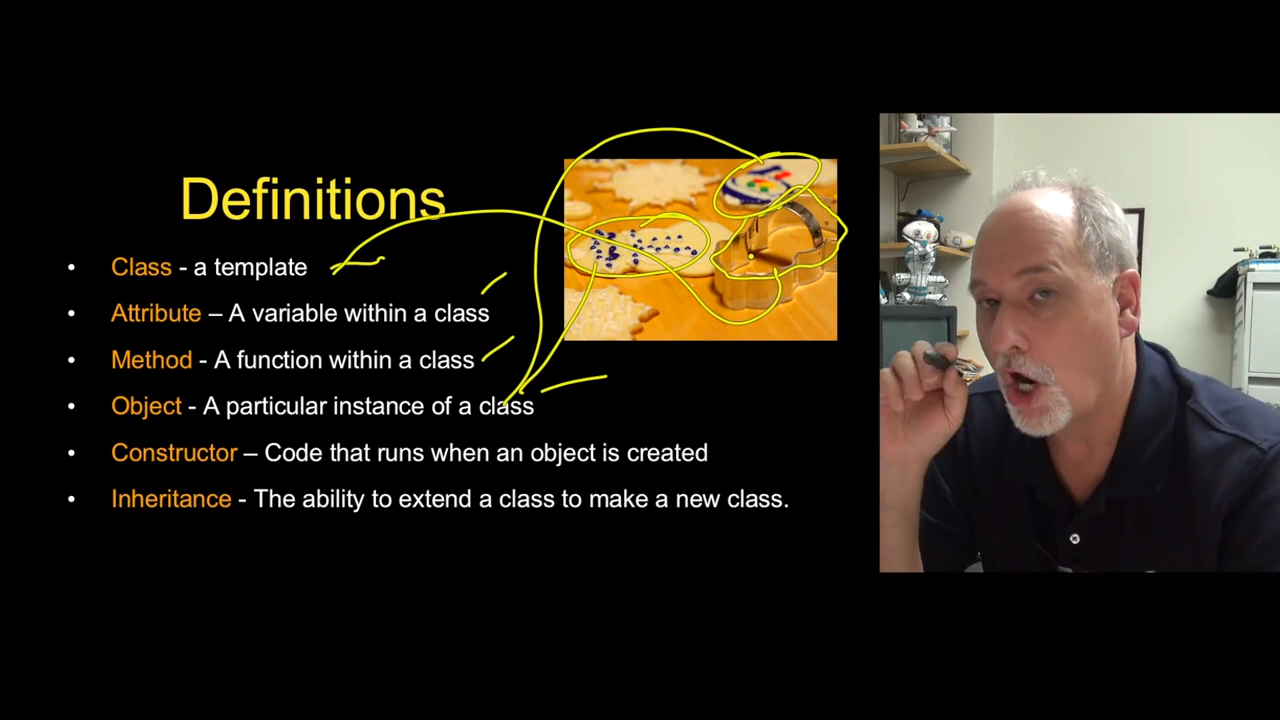 Definitions
• Class - a template
• Attribute – A variable within a class
• Method - A function within a class
• Object - A particular instance of a class
• Constructor – Code that runs when an object is created
• Inheritance - The ability to extend a class to make a new class.